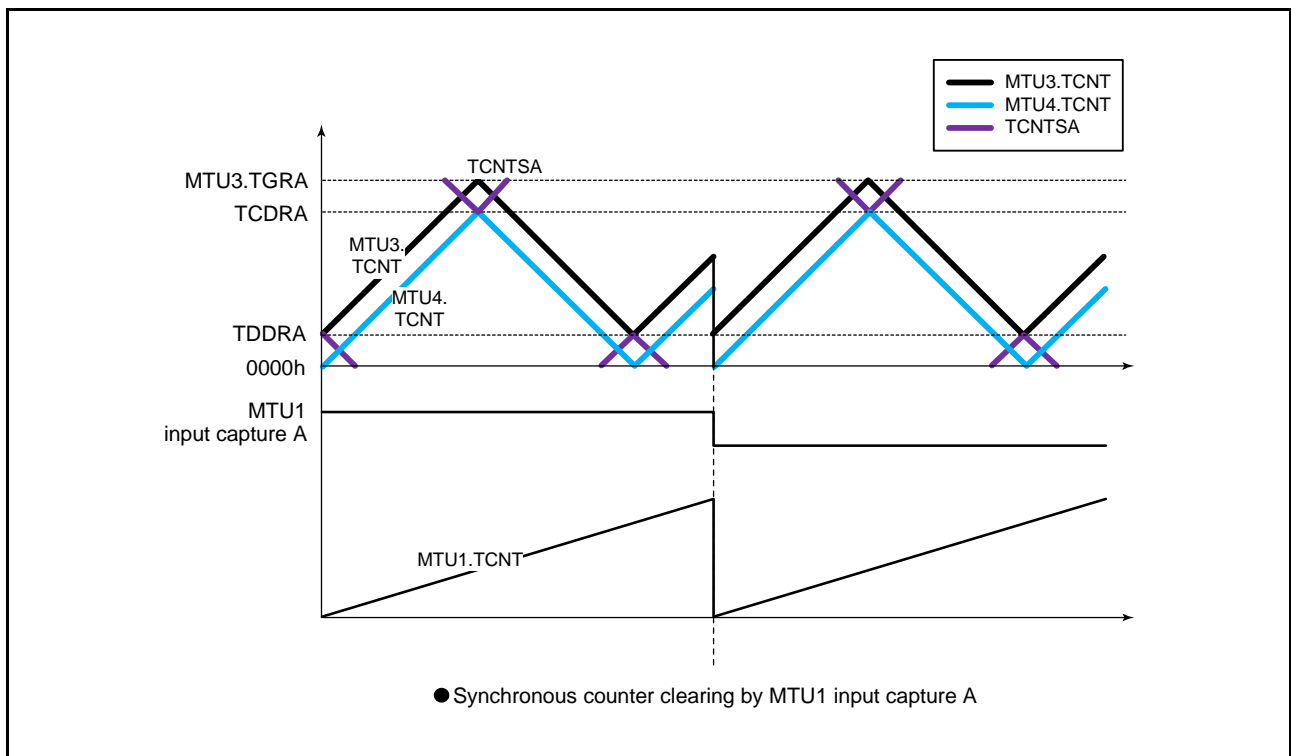 MTU3.TCNT
MTU4.TCNT
TCNTSA
TCNTSA
MTU3.TGRA
TCDRA
MTU3.
TCNT
MTU4.
TCNT
TDDRA
0000h
MTU1
input capture A
MTU1.TCNT
● Synchronous counter clearing by MTU1 input capture A